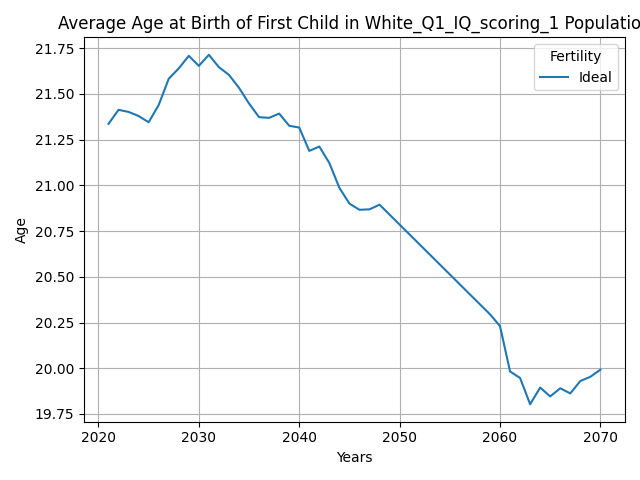 Average Age at Birth of First Child in White_Q1_IQ_scoring_1 Populatio
Fertility
Ideal
21.75
21.50
21.25
21.00
20.75
20.50
20.25
20.00
19.75
Age
2020 2030 2040 2050 2060 2070
Years